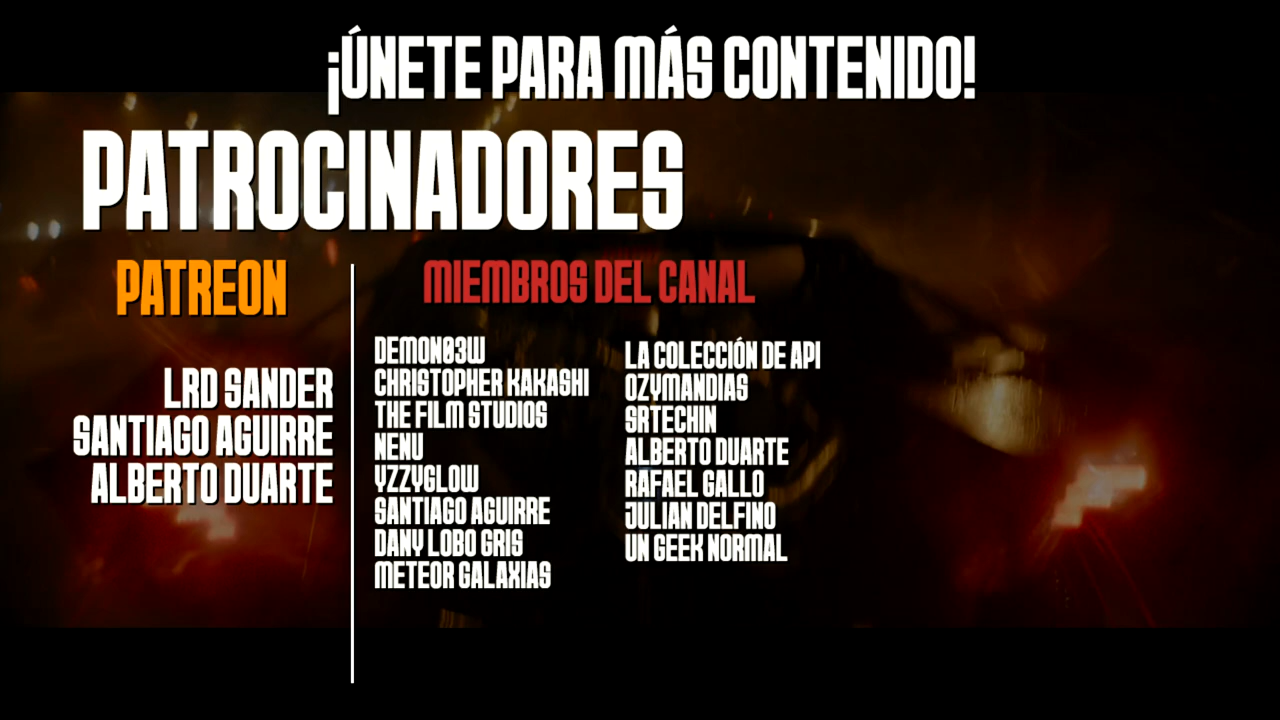 ¡ÚNETE PARA MÁS CONTENIDO!
PATROCINADORES
PATREON
LRD SANDER
SANTIAGO AGUIRRE
ALBERTO DUARTE
MIEMBROS DEL CANAL
DEMON03W
CHRISTOPHER KAKASHI
THE FILM STUDIOS
NENU
YZZYGLOW
SANTIAGO AGUIRRE
DANY LOBO GRIS
METEOR GALAXIAS
LA COLECCIÓN DE API
OZYMANDIAS
SRTECHIN
ALBERTO DUARTE
RAFAEL GALLO
JULIAN DELFINO
UN GEEK NORMAL